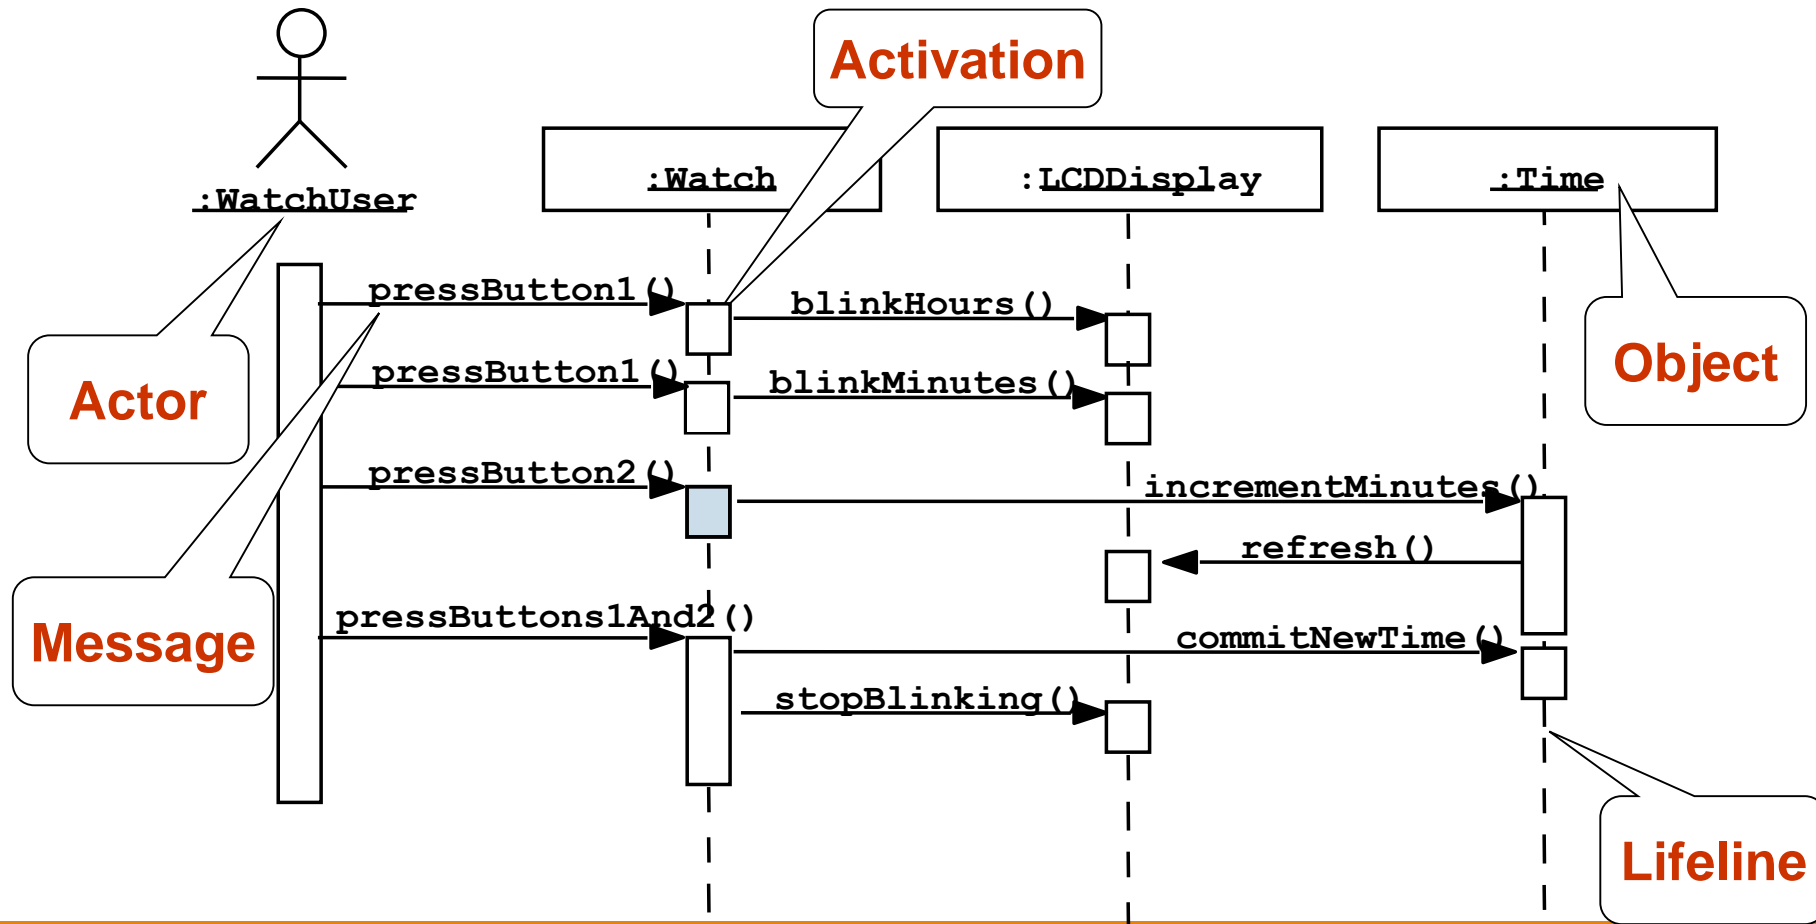 Activation
:WatchUser
:Watch
:LCDDisplay
:Time
pressButton1()
blinkHours()
Object
pressButton1()
blinkMinutes()
Actor
pressButton2()
incrementMinutes()
refresh()
Message
pressButtons1And2()
commitNewTime()
stopBlinking()
Lifeline